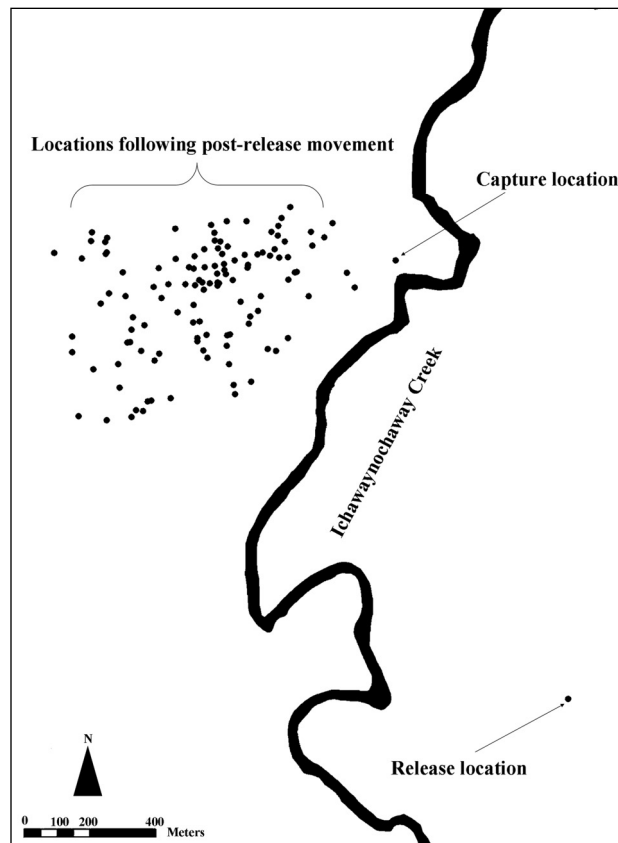 Locations following post-release movement
Capture location
Ichawaynochaway Creek
Release location
N
0 100 200 400 Meters